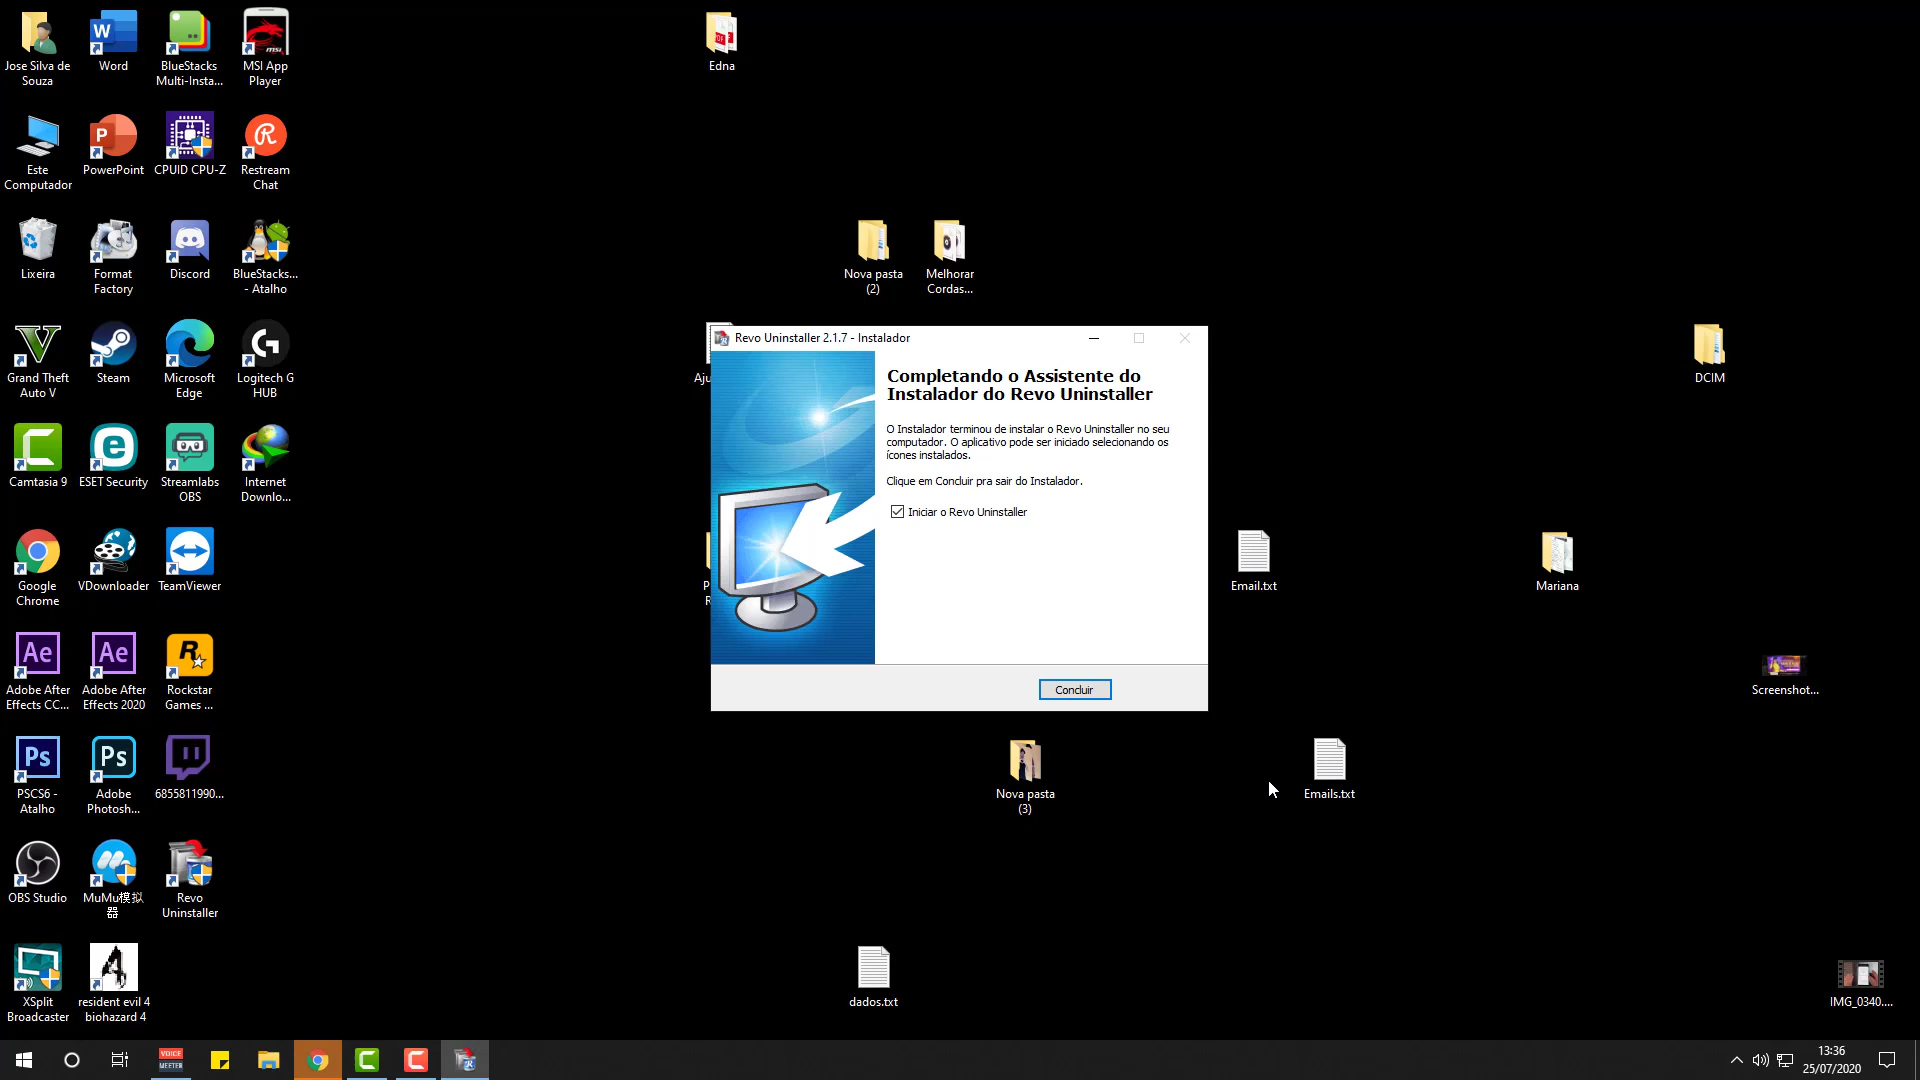 Jose Silva de
Souza
Word
BlueStacks
Multi-Insta...
MSI App
Player
Edna
Este
Computador
PowerPoint
CPUID CPU-Z
Restream
Chat
Lixeira
Format
Factory
Discord
BlueStacks...
- Atalho
Nova pasta
(2)
Melhorar
Cordas...
Grand Theft
Auto V
Steam
Microsoft
Edge
Logitech G
HUB
DCIM
Camtasia 9
ESET Security
Streamlabs
OBS
Internet
Downlo...
Google
Chrome
VDownloader
TeamViewer
Email.txt
Mariana
Adobe After
Effects CC...
Adobe After
Effects 2020
Rockstar
Games ...
Screenshot...
PSCS6 -
Atalho
Adobe
Photosh...
6855811990...
Nova pasta
(3)
Emails.txt
OBS Studio
MuMu模拟
器
Revo
Uninstaller
XSplit
Broadcaster
resident evil 4
biohazard 4
dados.txt
IMG_0340....
Revo Uninstaller 2.1.7 - Instalador
Completando o Assistente do
Instalador do Revo Uninstaller
O Instalador terminou de instalar o Revo Uninstaller no seu
computador. O aplicativo pode ser iniciado selecionando os
ícones instalados.
Clique em Concluir pra sair do Instalador.
Iniciar o Revo Uninstaller
Concluir
VOICE
MEETER
13:36
25/07/2020